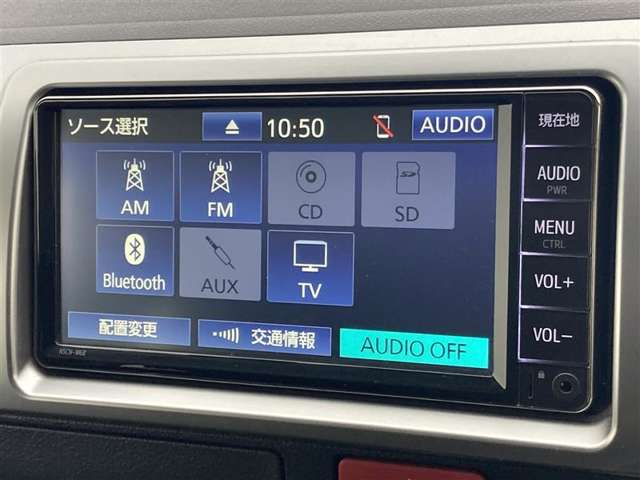 ソース選択
10:50
AUDIO
AM
FM
CD
SD
Bluetooth
AUX
TV
配置変更
交通情報
AUDIO OFF
現在地
AUDIO
PWR
MENU
CTRL
VOL+
VOL-